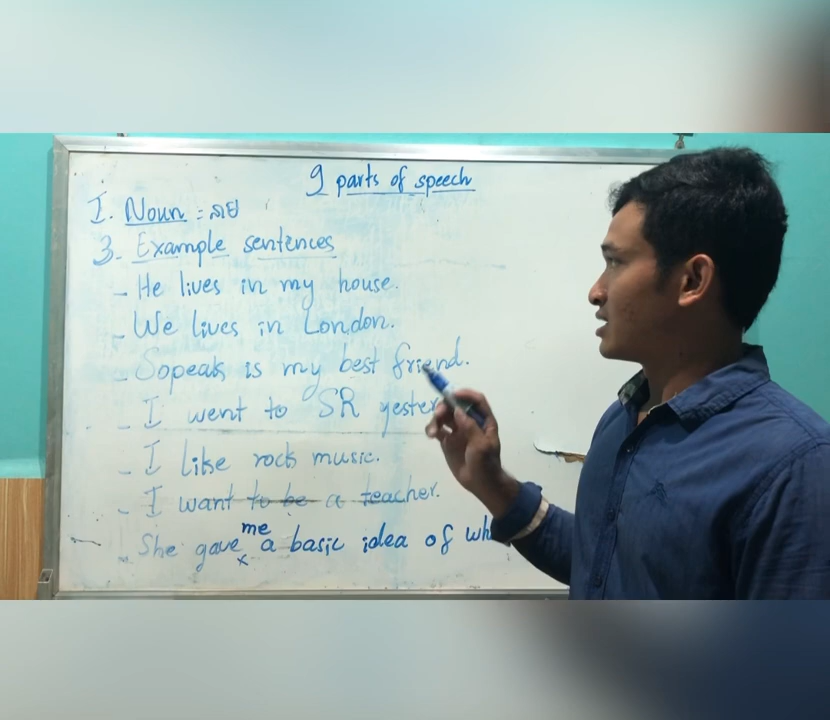 9 parts of speech
I. Noun : នាម
3- Example sentences
- He lives in my house.
- We lives in London.
- Sopeak is my best friend.
- I went to SR yester
- I like rock music.
- I want to be a teacher.
me
- She gave x a basic idea of wh